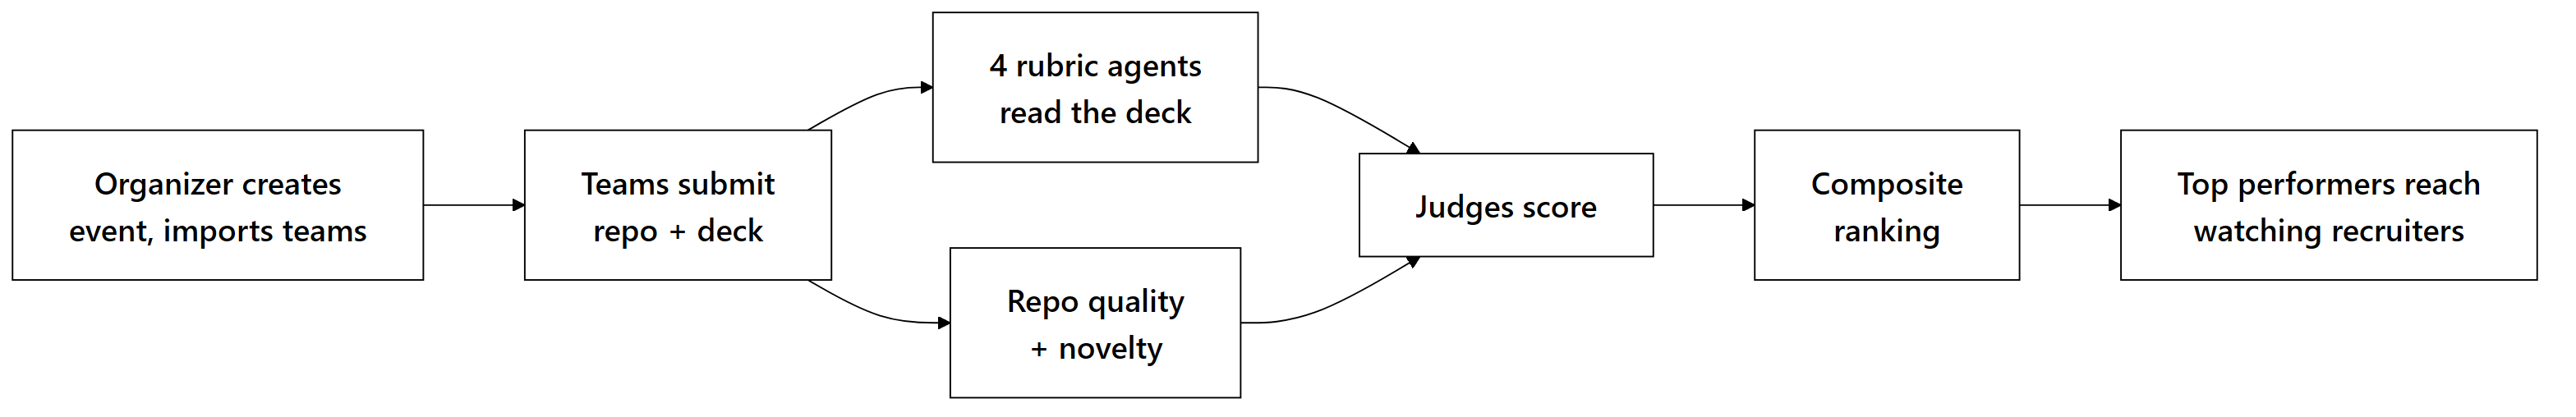 Organizer creates
event, imports teams
Teams submit
repo + deck
4 rubric agents
read the deck
Repo quality
+ novelty
Judges score
Composite
ranking
Top performers reach
watching recruiters